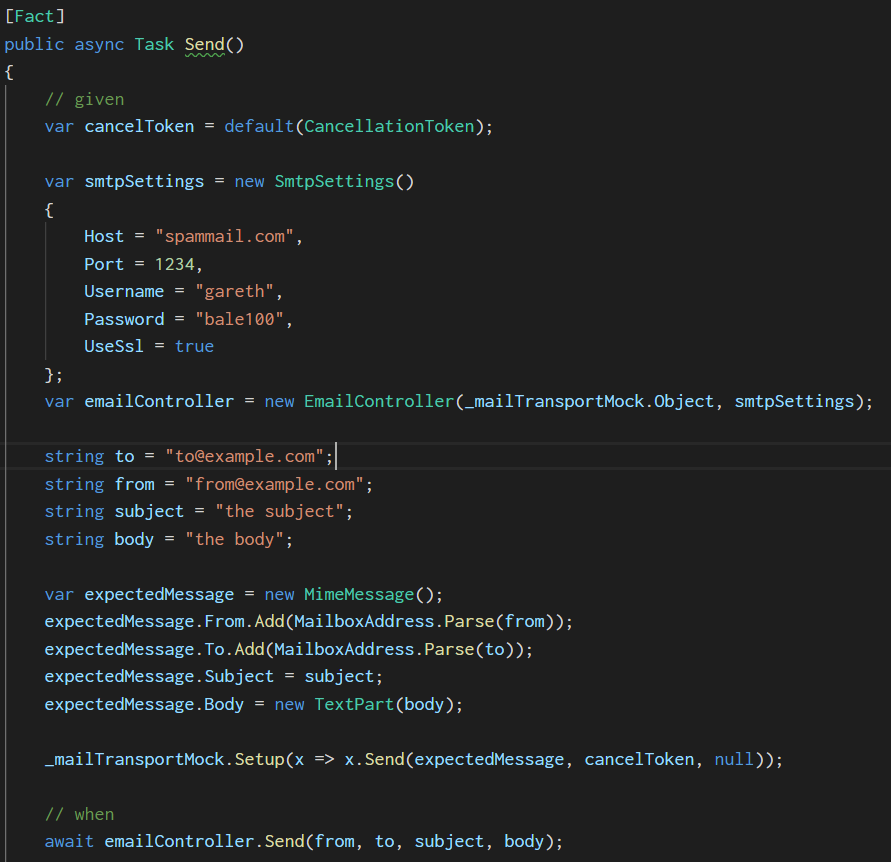 [Fact]
public async Task Send()
{
// given
var cancelToken = default(CancellationToken);
var smtpSettings = new SmtpSettings()
{
Host = "spammail.com",
Port = 1234,
Username = "gareth",
Password = "bale100",
UseSsl = true
};
var emailController = new EmailController(_mailTransportMock.Object, smtpSettings);
string to = "to@example.com";
string from = "from@example.com";
string subject = "the subject";
string body = "the body";
var expectedMessage = new MimeMessage();
expectedMessage.From.Add(MailboxAddress.Parse(from));
expectedMessage.To.Add(MailboxAddress.Parse(to));
expectedMessage.Subject = subject;
expectedMessage.Body = new TextPart(body);
_mailTransportMock.Setup(x => x.Send(expectedMessage, cancelToken, null));
// when
await emailController.Send(from, to, subject, body);